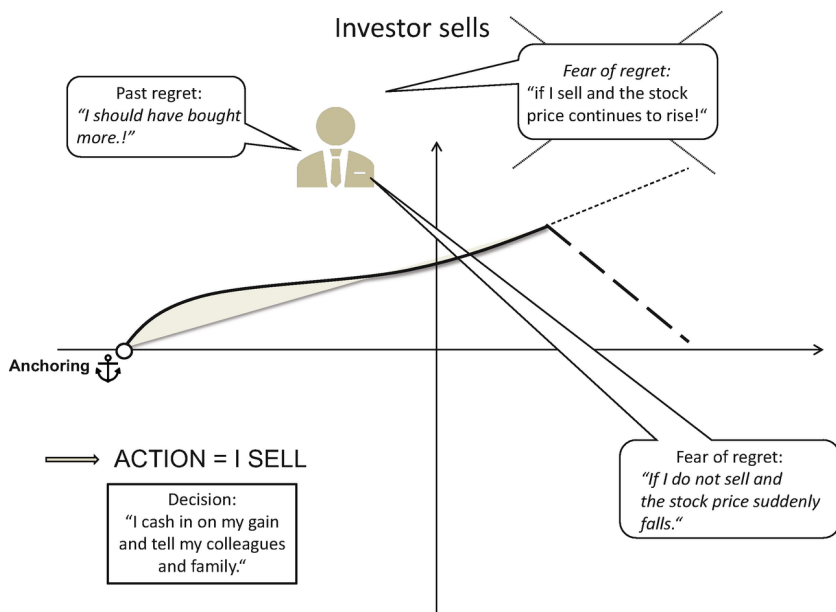 Investor sells
Past regret:
“I should have bought
more.!”
Fear of regret:
“if I sell and the stock
price continues to rise!“
Anchoring
ACTION = I SELL
Decision:
“I cash in on my gain
and tell my colleagues
and family.“
Fear of regret:
“If I do not sell and
the stock price suddenly
falls.“